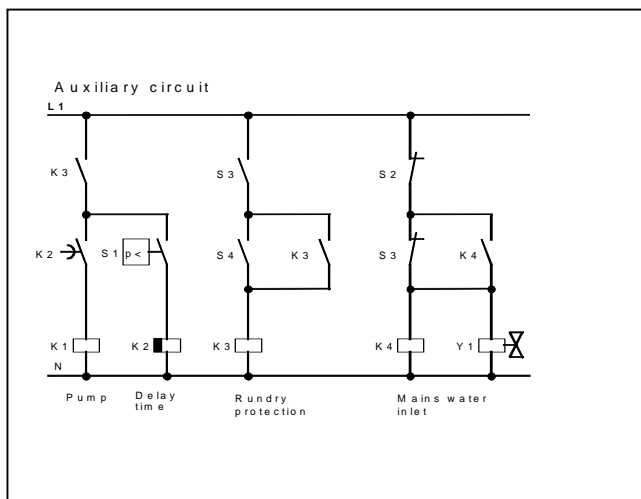 Auxiliary circuit
L1
K3
S3
S2
K2
S1
p<
S4
K3
S3
K4
K1
K2
K3
K4
Y1
N
Pump
Delay
time
Rundry
protection
Mains water
inlet